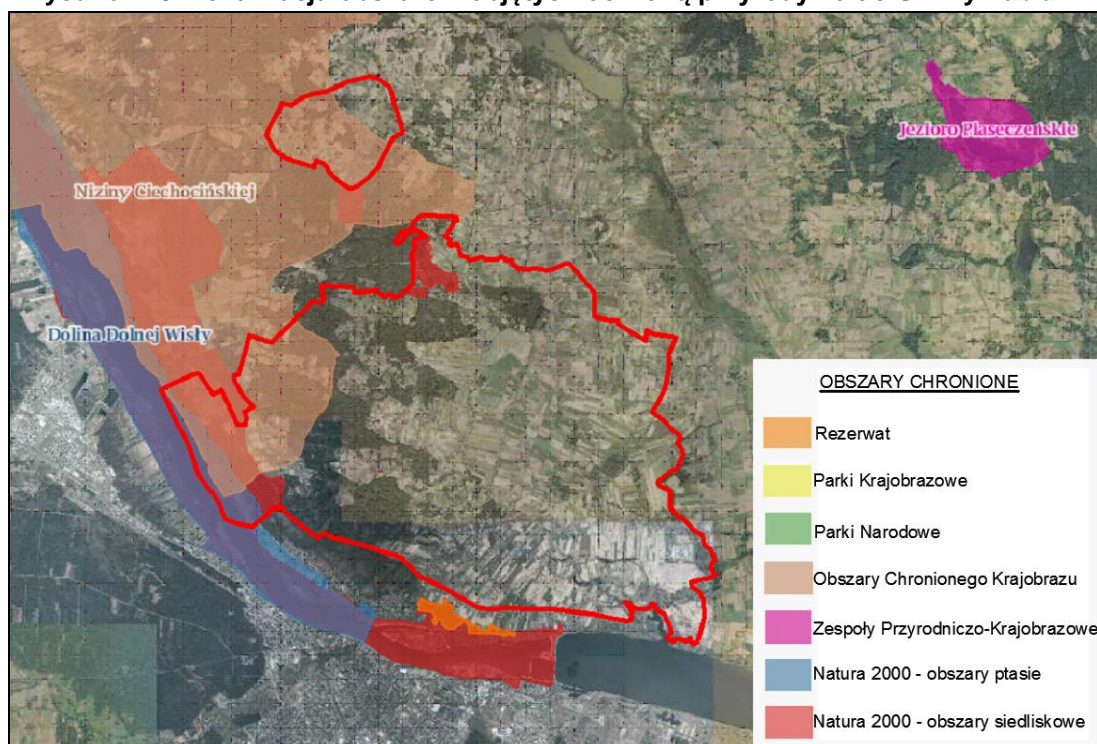 Niziny Ciechocińskiej
Jezioro Płaseczeńskie
Dolina Dolnej Wisły
OBSZARY CHRONIONE
Rezerwat
Parki Krajobrazowe
Parki Narodowe
Obszary Chronionego Krajobrazu
Zespoły Przyrodniczo-Krajobrazowe
Natura 2000 - obszary ptasie
Natura 2000 - obszary siedliskowe